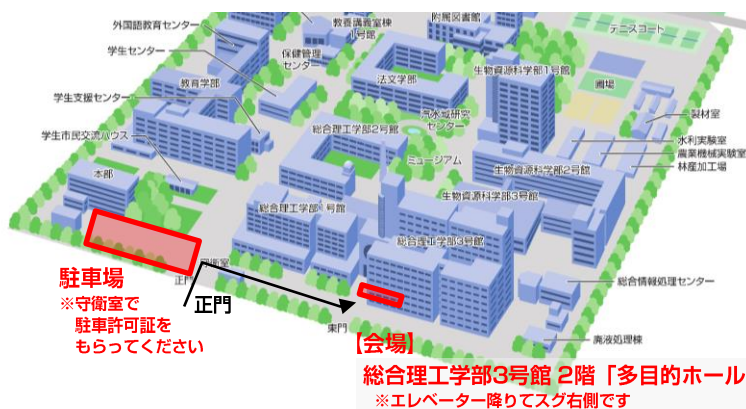 外国語教育センター
教養講義室棟
1号館
附属図書館
テニスコート
学生センター
保健管理
センター
法文学部
生物資源科学部1号館
圃場
教育学部
学生支援センター
汽水域研究
センター
製材室
総合理工学部2号館
水利実験室
学生市民交流ハウス
ミュージアム
農業機械実験室
生物資源科学部2号館
林産加工場
本部
生物資源科学部3号館
総合理工学部1号館
総合理工学部3号館
守衛室
駐車場
正門
総合情報処理センター
※守衛室で
駐車許可証を
もらってください
正門
東門
廃液処理棟
【会場】
総合理工学部3号館 2階「多目的ホール
※エレベーター降りてスグ右側です